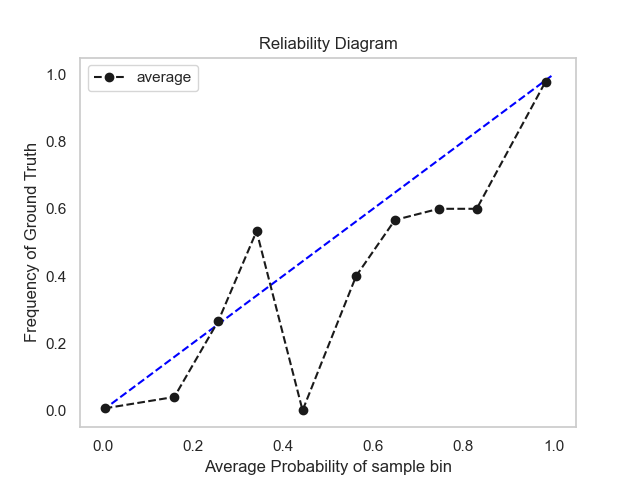 Reliability Diagram
average
Frequency of Ground Truth
1.0
0.8
0.6
0.4
0.2
0.0
0.0 0.2 0.4 0.6 0.8 1.0
Average Probability of sample bin